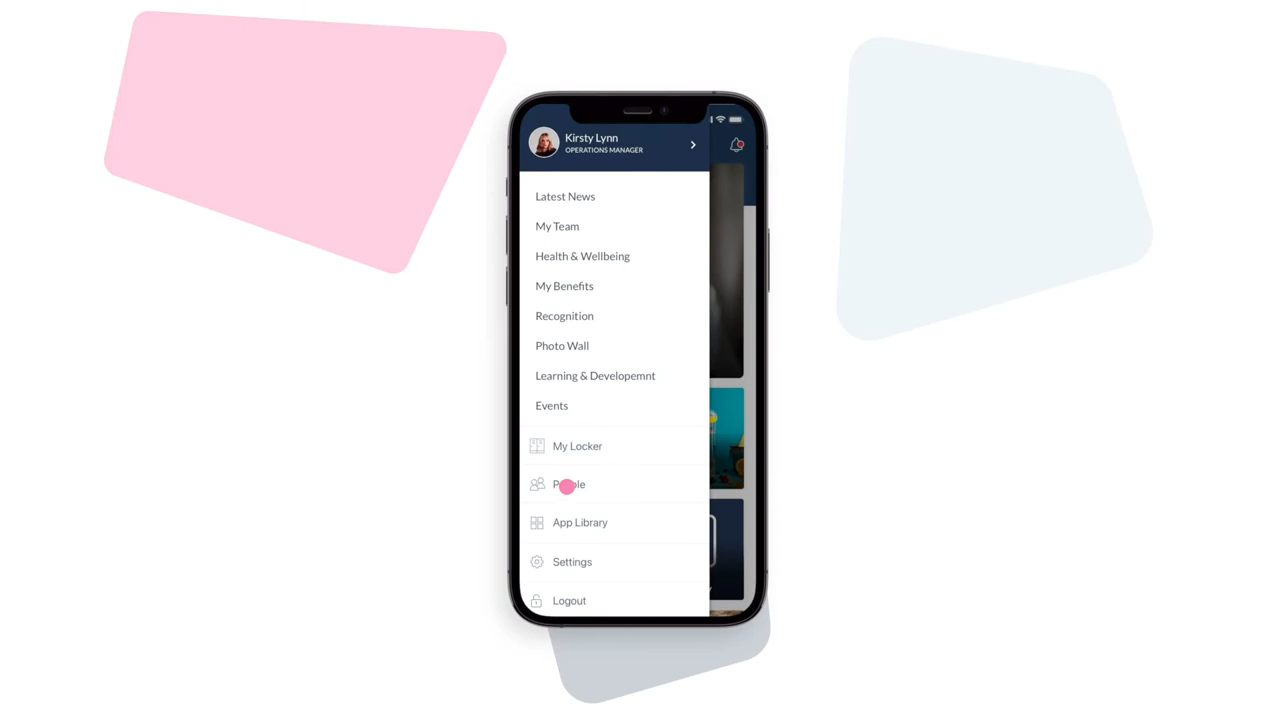 Kirsty Lynn
OPERATIONS MANAGER
Latest News
My Team
Health & Wellbeing
My Benefits
Recognition
Photo Wall
Learning & Developemnt
Events
My Locker
People
App Library
Settings
Logout